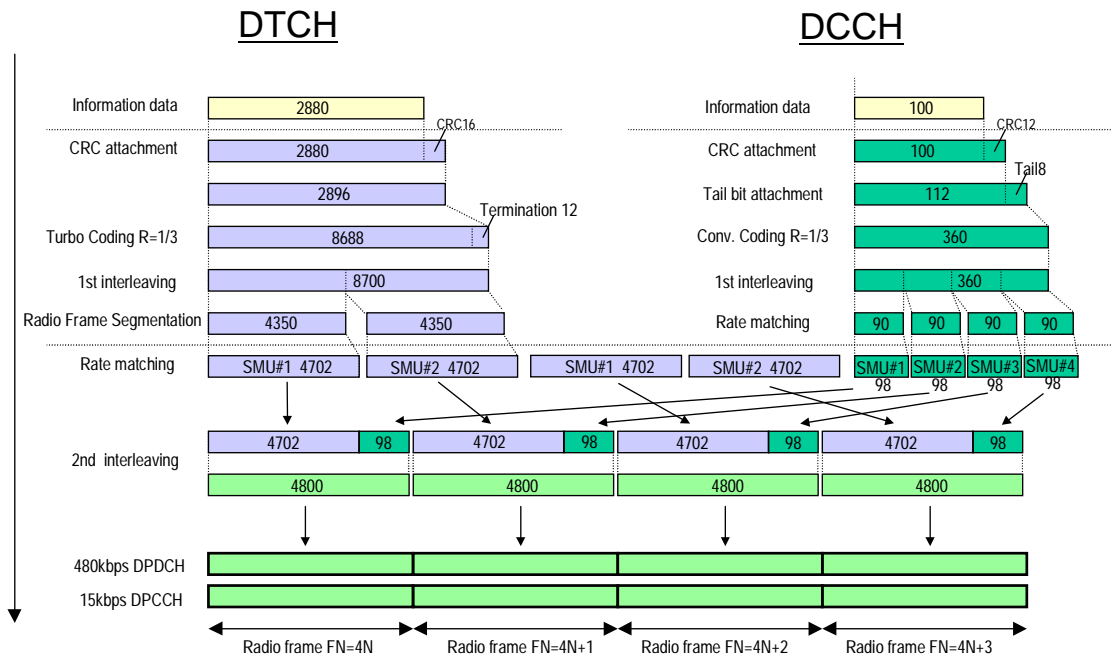 DTCH DCCH
Information data 2880 Information data 100
CRC16 CRC12
CRC attachment 2880 CRC attachment 100
Tail8
2896 Tail bit attachment 112
Termination 12
Turbo Coding R=1/3 8688 Conv. Coding R=1/3 360
1st interleaving 8700 1st interleaving 360
Radio Frame Segmentation 4350 4350 Rate matching 90 90 90 90
Rate matching SMU#1 4702 SMU#2 4702 SMU#1 4702 SMU#2 4702 SMU#1 SMU#2 SMU#3 SMU#4
98 98 98 98
4702 98 4702 98 4702 98 4702 98
2nd interleaving
4800 4800 4800 4800
480kbps DPDCH
15kbps DPCCH
Radio frame FN=4N Radio frame FN=4N+1 Radio frame FN=4N+2 Radio frame FN=4N+3